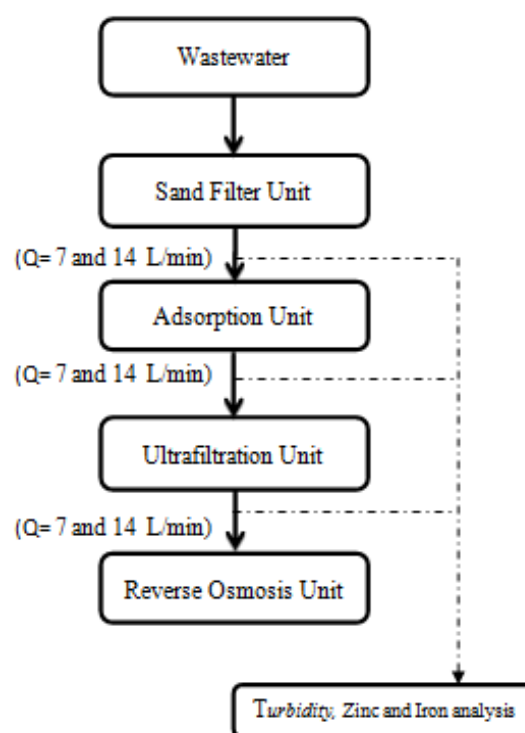 Wastewater
Sand Filter Unit
(Q= 7 and 14 L/min)
Adsorption Unit
(Q= 7 and 14 L/min)
Ultrafiltration Unit
(Q= 7 and 14 L/min)
Reverse Osmosis Unit
Turbidity, Zinc and Iron analysis